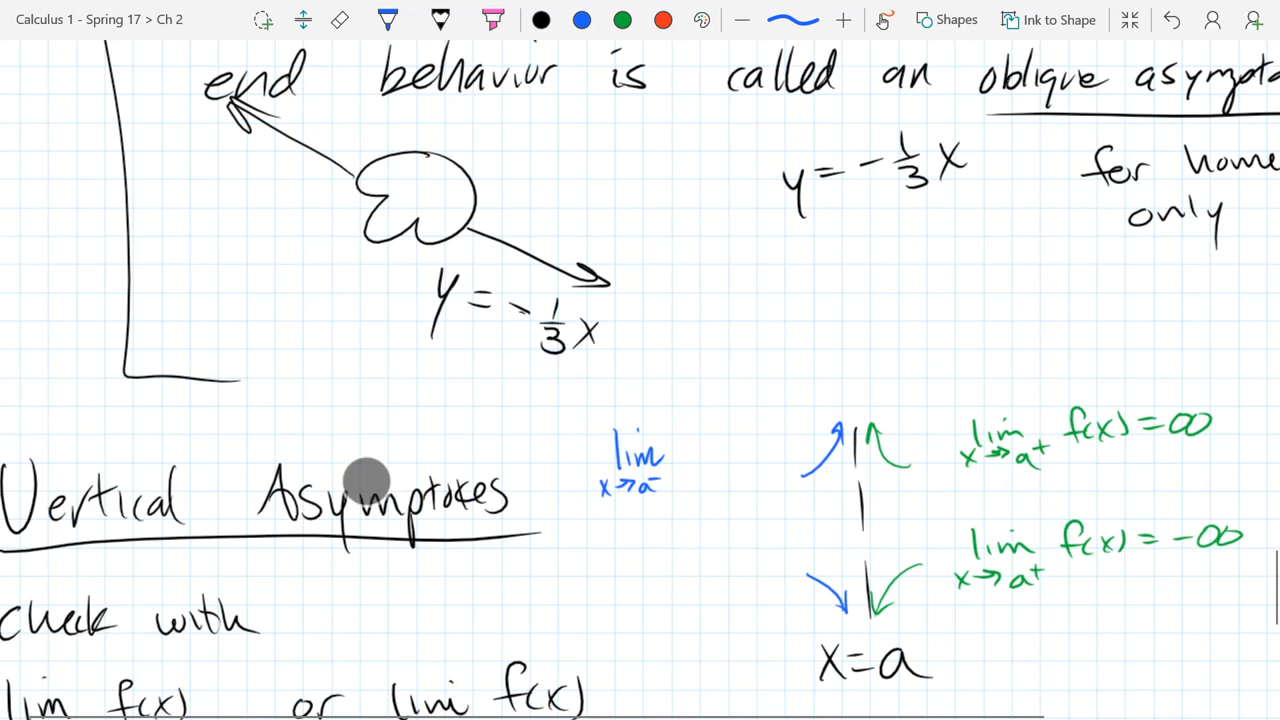 Calculus 1 - Spring 17 > Ch 2
Shapes
Ink to Shape
end behavior is called an oblique asympto
y = - 1/3 x
for home
only
y = - 1/3 x
lim x→a⁻
lim x→a⁺ f(x) = ∞
Vertical Asymptotes
lim x→a⁺ f(x) = -∞
check with
x = a
lim f(x) or lim f(x)